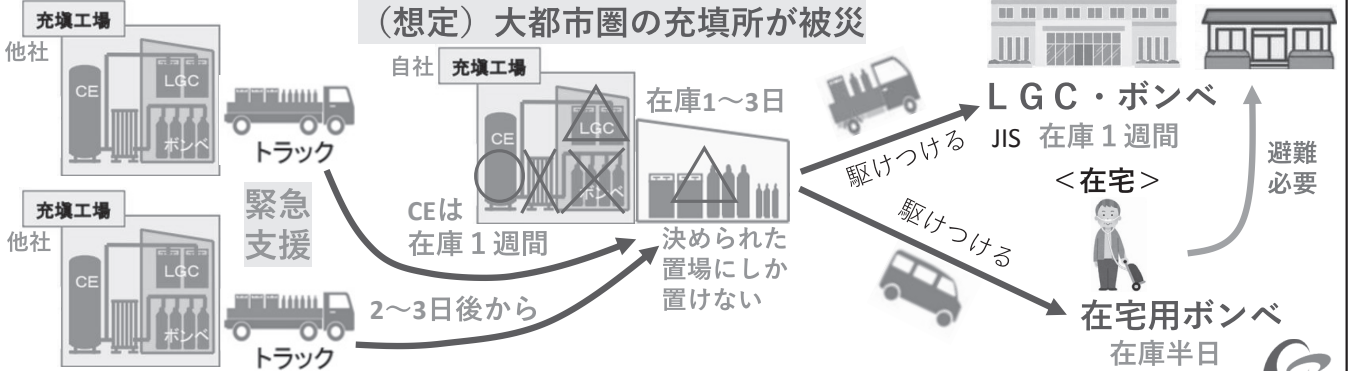 (想定)大都市圏の充填所が被災
充塡工場
他社
CE
LGC
ボンベ
トラック
充塡工場
他社
CE
LGC
ボンベ
トラック
緊急
支援
2~3日後から
自社
充塡工場
CE
LGC
ボンベ
CEは
在庫1週間
在庫1~3日
決められた
置場にしか
置けない
駆けつける
駆けつける
LGC・ボンベ
JIS 在庫1週間
<在宅>
避難
必要
在宅用ボンベ
在庫半日